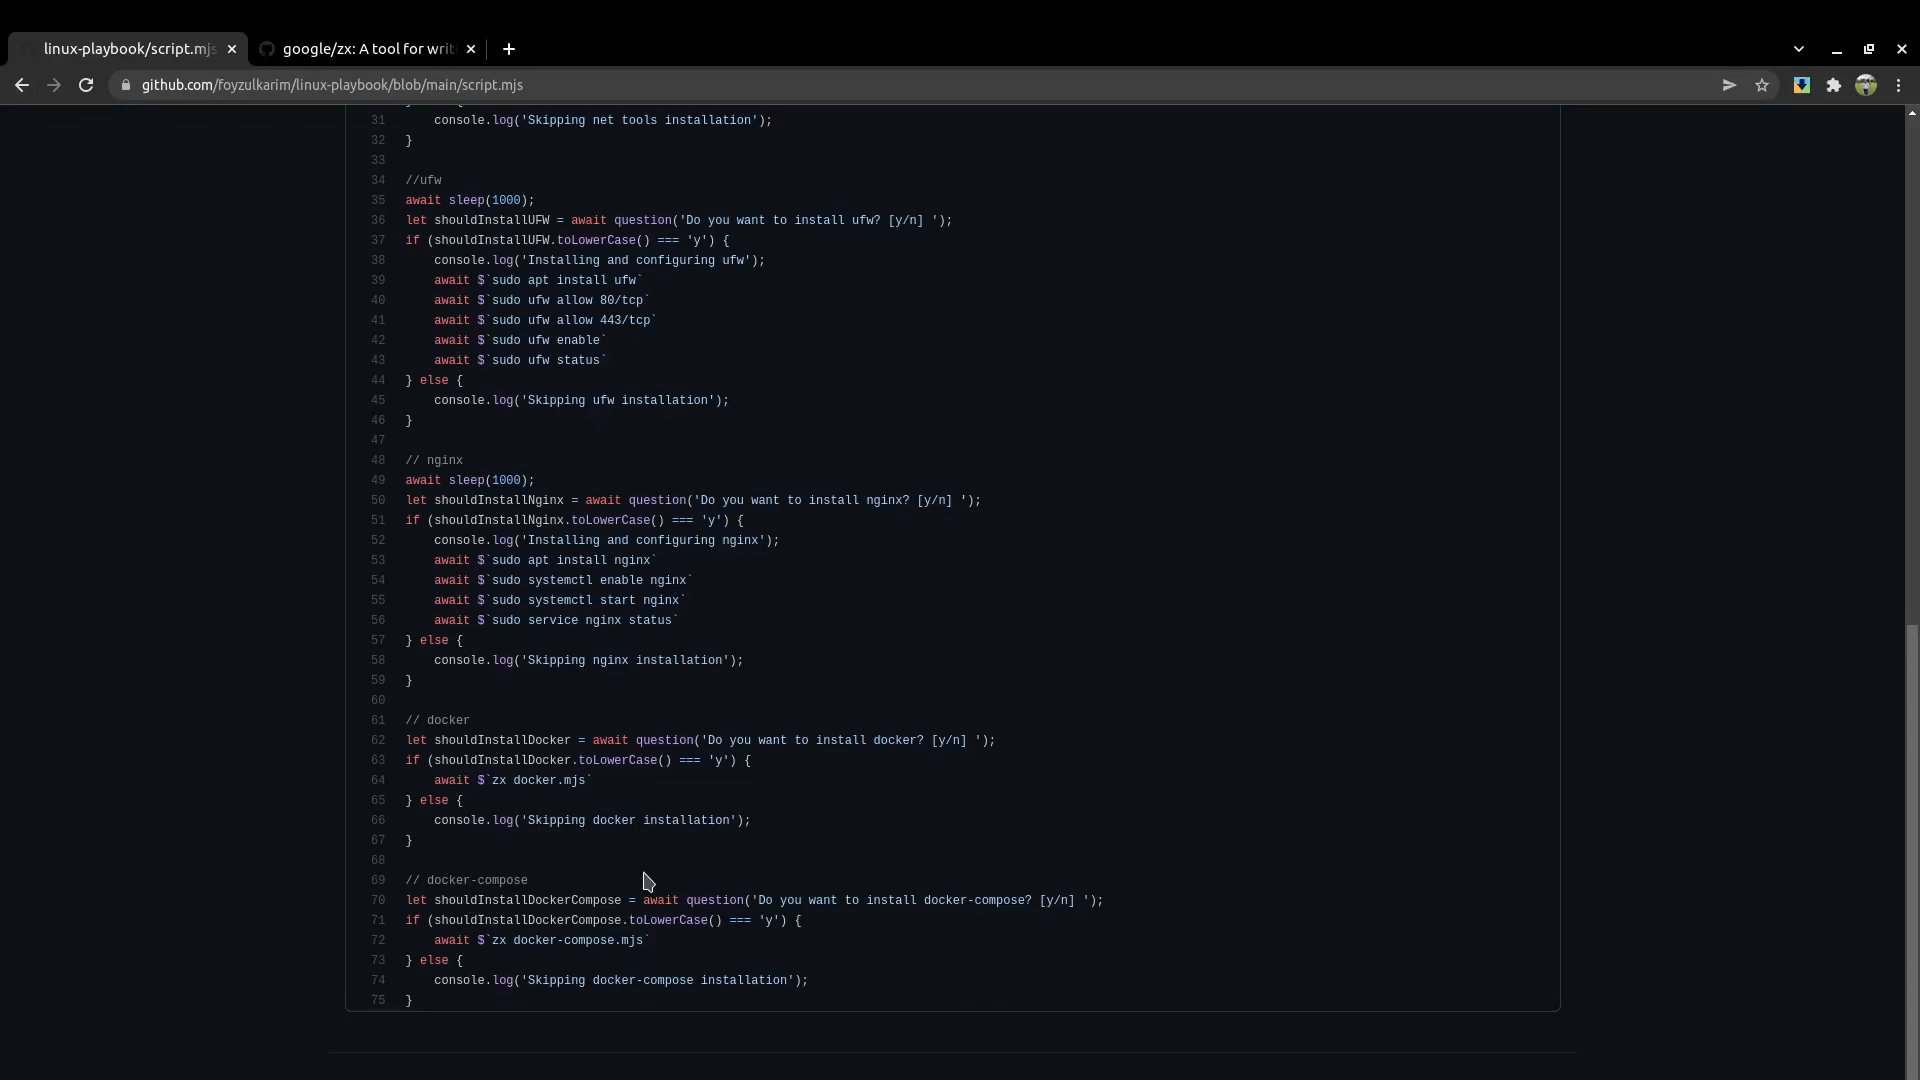 linux-playbook/script.mjs
google/zx: A tool for writ
github.com/foyzulkarim/linux-playbook/blob/main/script.mjs
31 console.log('Skipping net tools installation');
32 }
33
34 //ufw
35 await sleep(1000);
36 let shouldInstallUFW = await question('Do you want to install ufw? [y/n] ');
37 if (shouldInstallUFW.toLowerCase() === 'y') {
38 console.log('Installing and configuring ufw');
39 await $`sudo apt install ufw`
40 await $`sudo ufw allow 80/tcp`
41 await $`sudo ufw allow 443/tcp`
42 await $`sudo ufw enable`
43 await $`sudo ufw status`
44 } else {
45 console.log('Skipping ufw installation');
46 }
47
48 // nginx
49 await sleep(1000);
50 let shouldInstallNginx = await question('Do you want to install nginx? [y/n] ');
51 if (shouldInstallNginx.toLowerCase() === 'y') {
52 console.log('Installing and configuring nginx');
53 await $`sudo apt install nginx`
54 await $`sudo systemctl enable nginx`
55 await $`sudo systemctl start nginx`
56 await $`sudo service nginx status`
57 } else {
58 console.log('Skipping nginx installation');
59 }
60
61 // docker
62 let shouldInstallDocker = await question('Do you want to install docker? [y/n] ');
63 if (shouldInstallDocker.toLowerCase() === 'y') {
64 await $`zx docker.mjs`
65 } else {
66 console.log('Skipping docker installation');
67 }
68
69 // docker-compose
70 let shouldInstallDockerCompose = await question('Do you want to install docker-compose? [y/n] ');
71 if (shouldInstallDockerCompose.toLowerCase() === 'y') {
72 await $`zx docker-compose.mjs`
73 } else {
74 console.log('Skipping docker-compose installation');
75 }